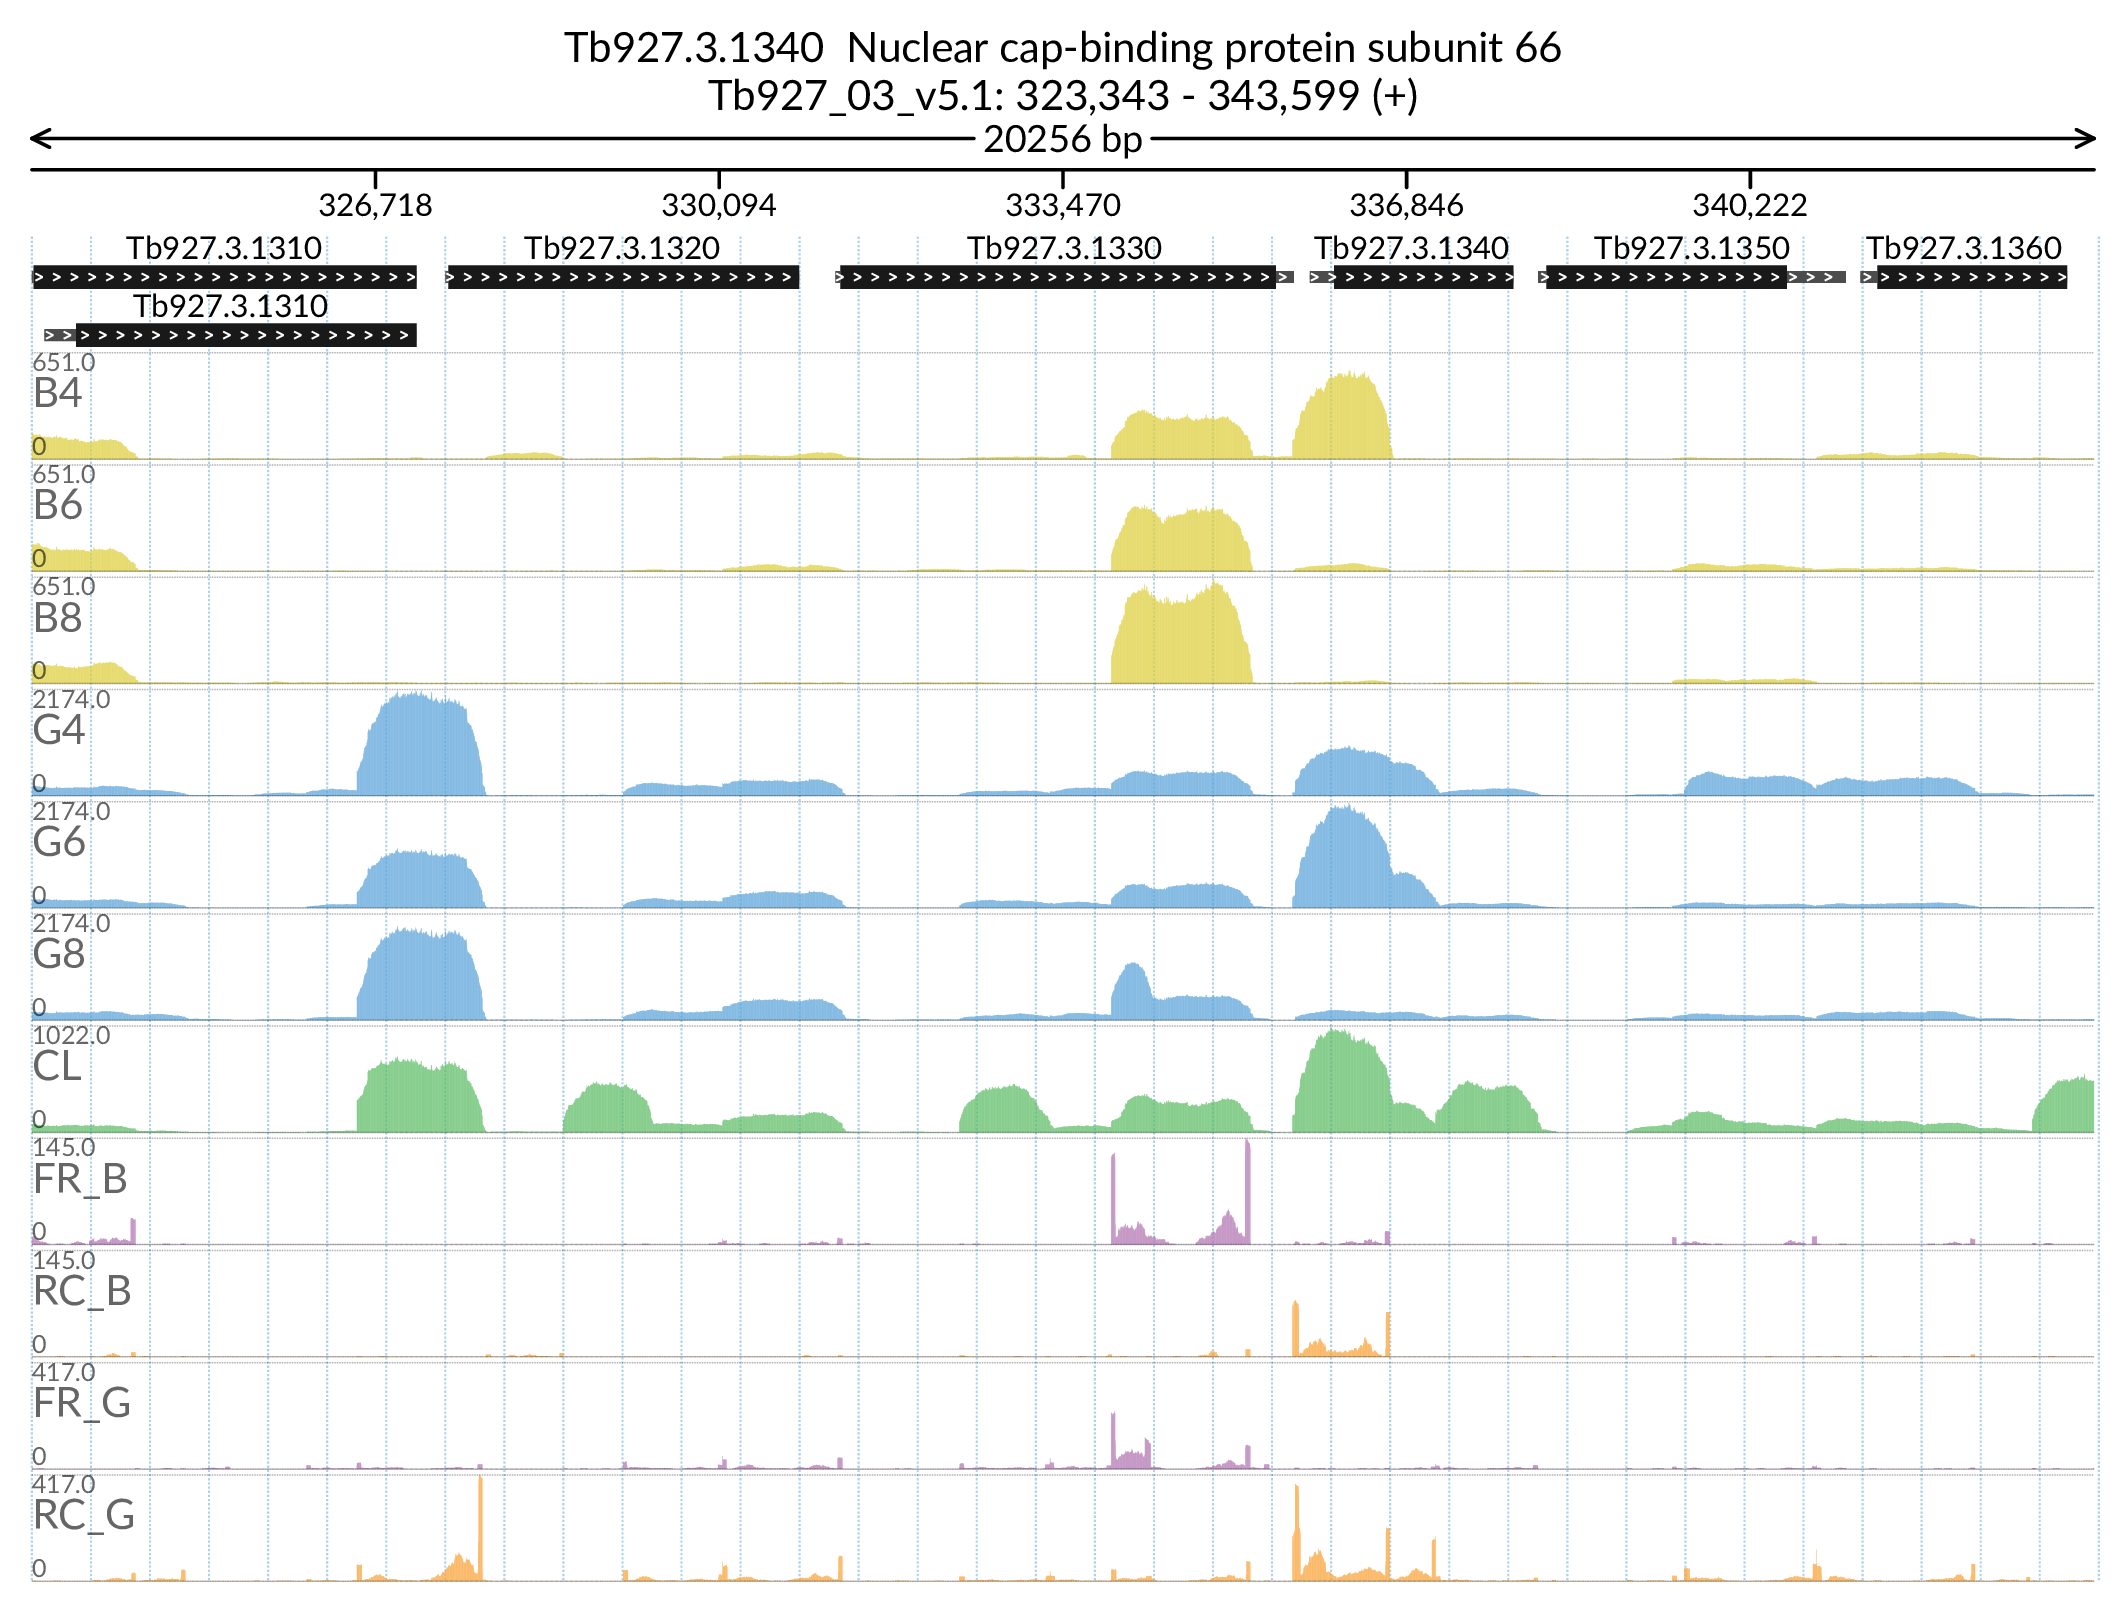 Tb927.3.1340  Nuclear cap-binding protein subunit 66
Tb927_03_v5.1: 323,343 - 343,599 (+)
20256 bp
326,718 330,094 333,470 336,846 340,222
Tb927.3.1310 Tb927.3.1320 Tb927.3.1330 Tb927.3.1340 Tb927.3.1350 Tb927.3.1360
Tb927.3.1310
651.0
B4
0
651.0
B6
0
651.0
B8
0
2174.0
G4
0
2174.0
G6
0
2174.0
G8
0
1022.0
CL
0
145.0
FR_B
0
145.0
RC_B
0
417.0
FR_G
0
417.0
RC_G
0